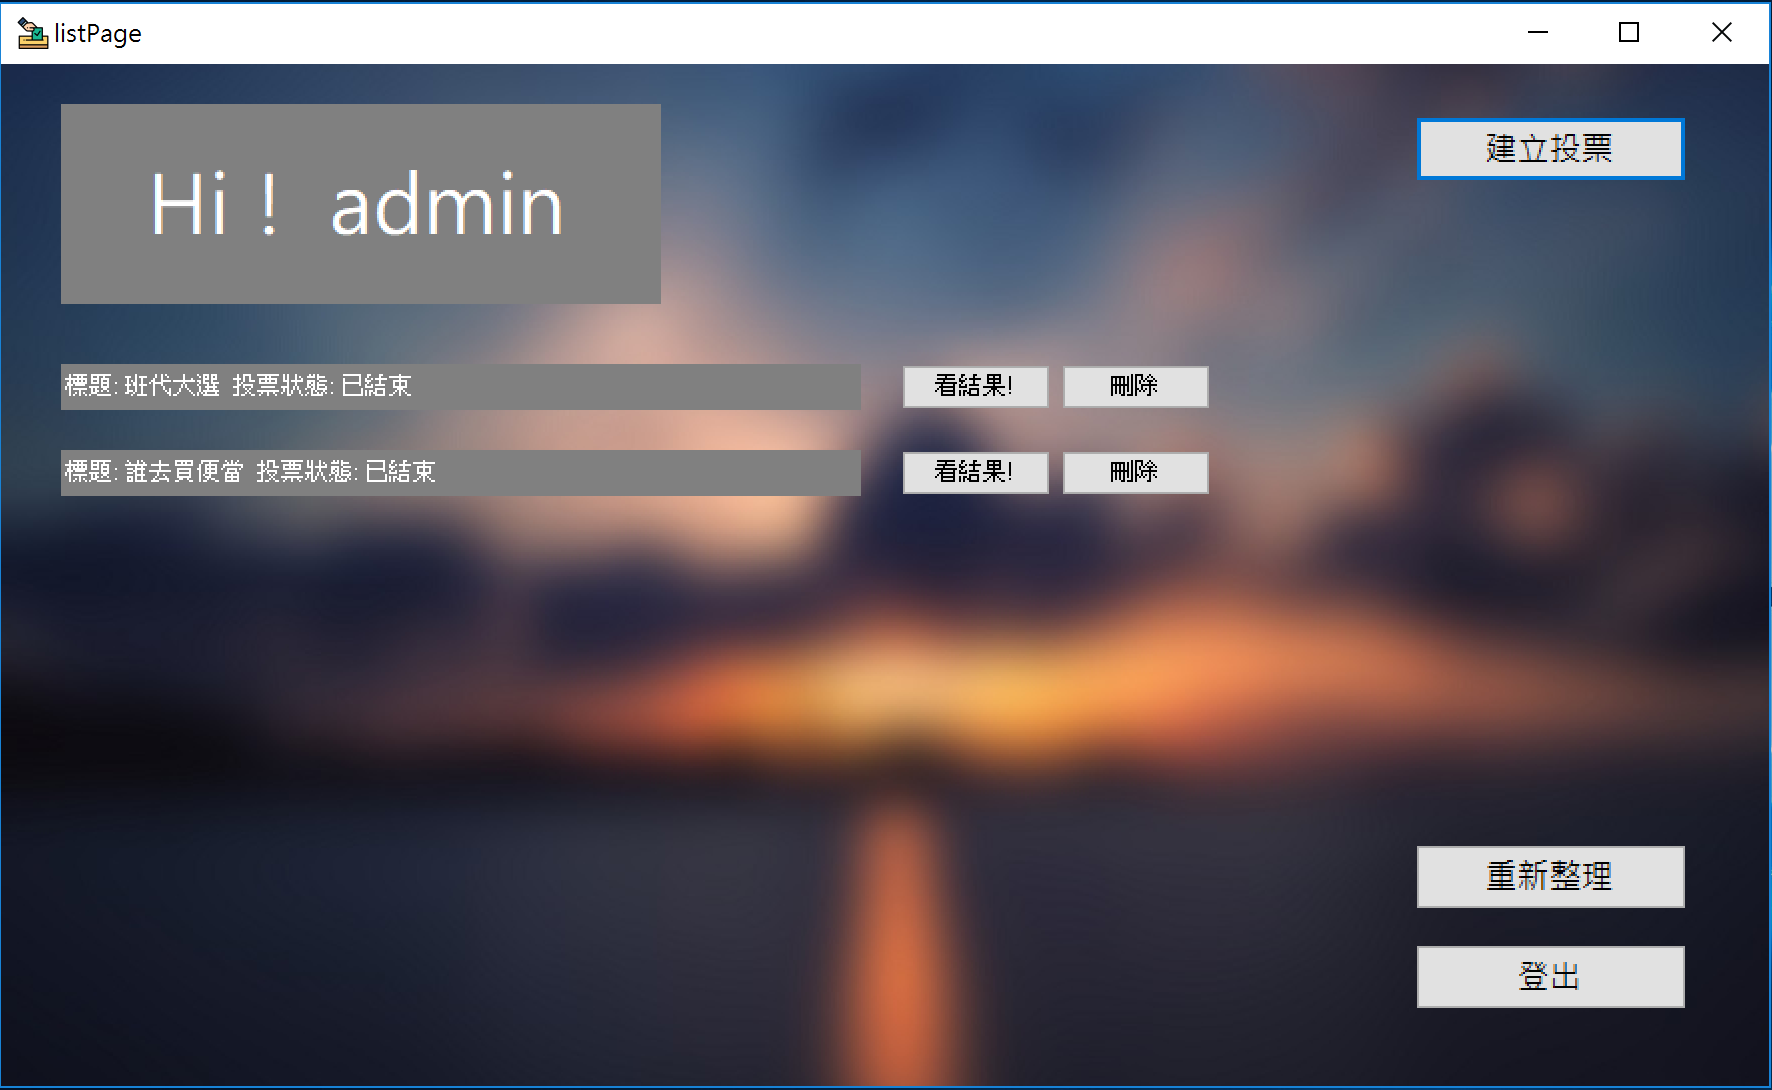 listPage
Hi！ admin
建立投票
標題: 班代大選 投票狀態: 已結束
看結果!
刪除
標題: 誰去買便當 投票狀態: 已結束
看結果!
刪除
重新整理
登出